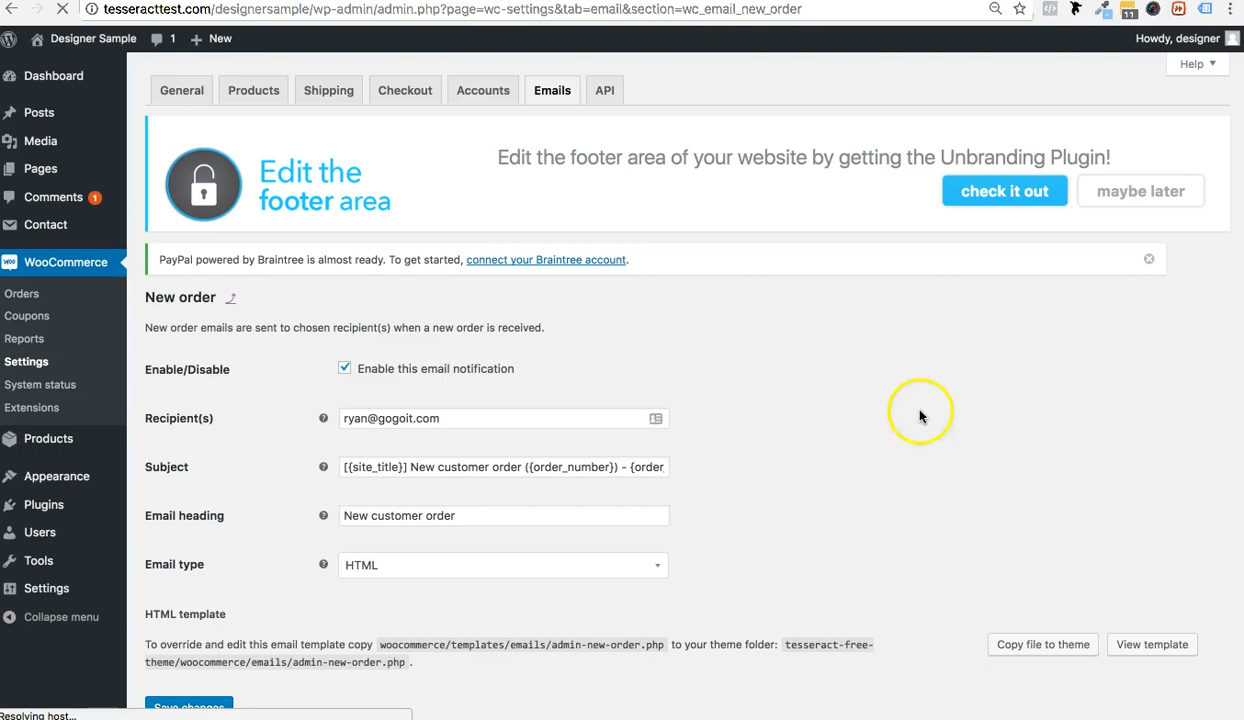 tesseracttest.com/designersample/wp-admin/admin.php?page=wc-settings&tab=email&section=wc_email_new_order
11
Designer Sample 1 New Howdy, designer
Help
Dashboard
Posts
Media
Pages
Comments 1
Contact
WooCommerce
Orders
Coupons
Reports
Settings
System status
Extensions
Products
Appearance
Plugins
Users
Tools
Settings
Collapse menu
General Products Shipping Checkout Accounts Emails API
Edit the
footer area
Edit the footer area of your website by getting the Unbranding Plugin!
check it out maybe later
PayPal powered by Braintree is almost ready. To get started, connect your Braintree account.
New order
New order emails are sent to chosen recipient(s) when a new order is received.
Enable/Disable Enable this email notification
Recipient(s) ryan@gogoit.com
Subject [{site_title}] New customer order ({order_number}) - {order_
Email heading New customer order
Email type HTML
HTML template
To override and edit this email template copy woocommerce/templates/emails/admin-new-order.php to your theme folder: tesseract-free-
theme/woocommerce/emails/admin-new-order.php .
Copy file to theme View template
Save changes
Resolving host...